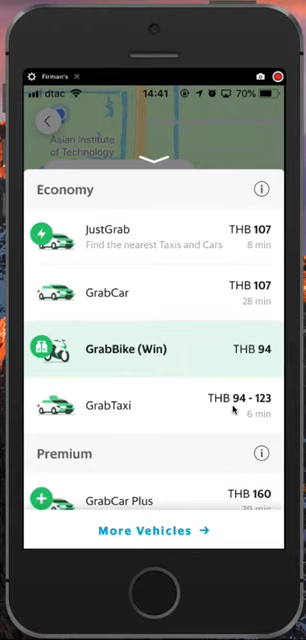 Firman's ×
dtac 14:41 70%
Asian Institute
of Technology
Economy
JustGrab THB 107
Find the nearest Taxis and Cars 8 min
GrabCar THB 107
28 min
GrabBike (Win) THB 94
GrabTaxi THB 94 - 123
6 min
Premium
GrabCar Plus THB 160
More Vehicles →